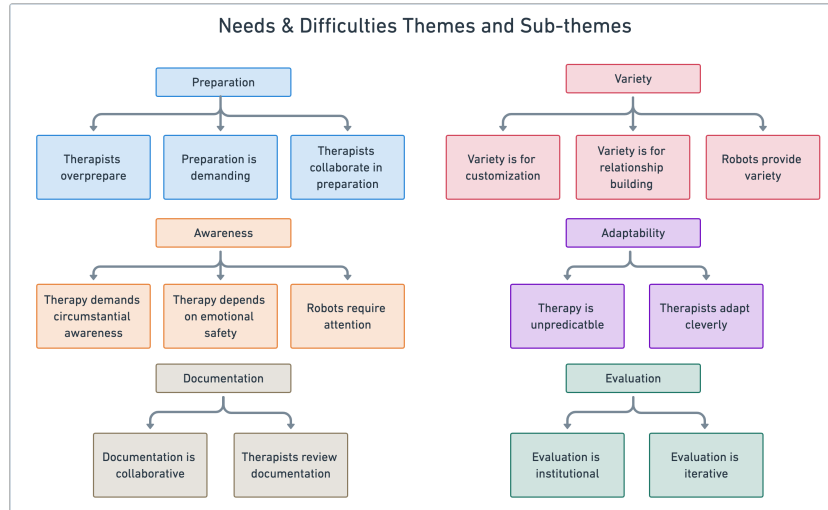 Needs & Difficulties Themes and Sub-themes
Preparation
Therapists
overprepare
Preparation is
demanding
Therapists
collaborate in
preparation
Variety
Variety is for
customization
Variety is for
relationship
building
Robots provide
variety
Awareness
Therapy demands
circumstantial
awareness
Therapy depends
on emotional
safety
Robots require
attention
Adaptability
Therapy is
unpredicatble
Therapists adapt
cleverly
Documentation
Documentation is
collaborative
Therapists review
documentation
Evaluation
Evaluation is
institutional
Evaluation is
iterative